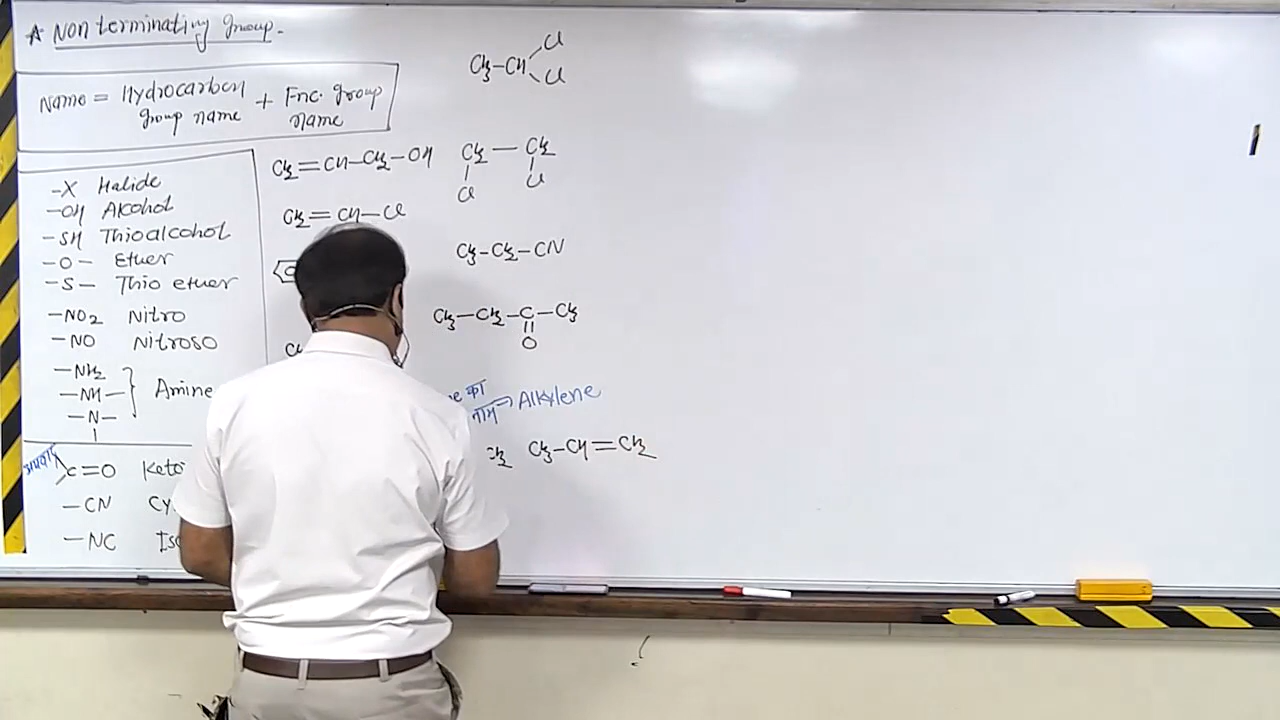 * Non terminating group.
Name = Hydrocarbon group name + Fnc. group name
-X Halide
-OH Alcohol
-SH Thioalcohol
-O- Ether
-S- Thio ether
-NO2 Nitro
-NO Nitroso
-NH2
-NH- } Amine
-N-
C=O Keto
-CN
-NC
CH2=CH-CH2-OH
CH2=CH-Cl
CH3-CH
Cl
Cl
CH2-CH2
Cl Cl
CH3-CH2-CN
CH3-CH2-C-CH3
O
का
नाम → Alkylene
CH3-CH=CH2